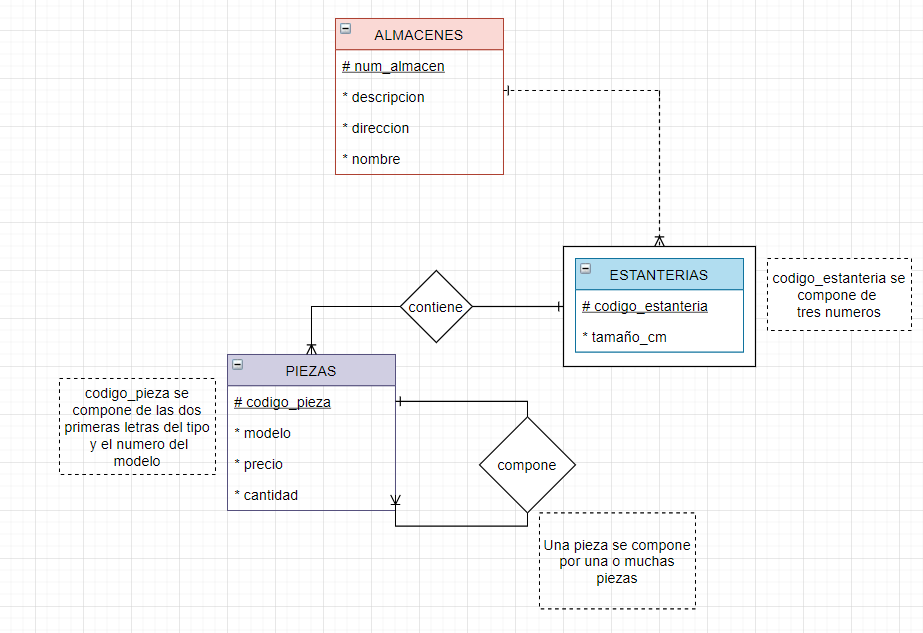 ALMACENES
# num_almacen
* descripcion
* direccion
* nombre
ESTANTERIAS
# codigo_estanteria
* tamaño_cm
codigo_estanteria se
compone de
tres numeros
contiene
PIEZAS
# codigo_pieza
* modelo
* precio
* cantidad
codigo_pieza se
compone de las dos
primeras letras del tipo
y el numero del
modelo
compone
Una pieza se compone
por una o muchas
piezas